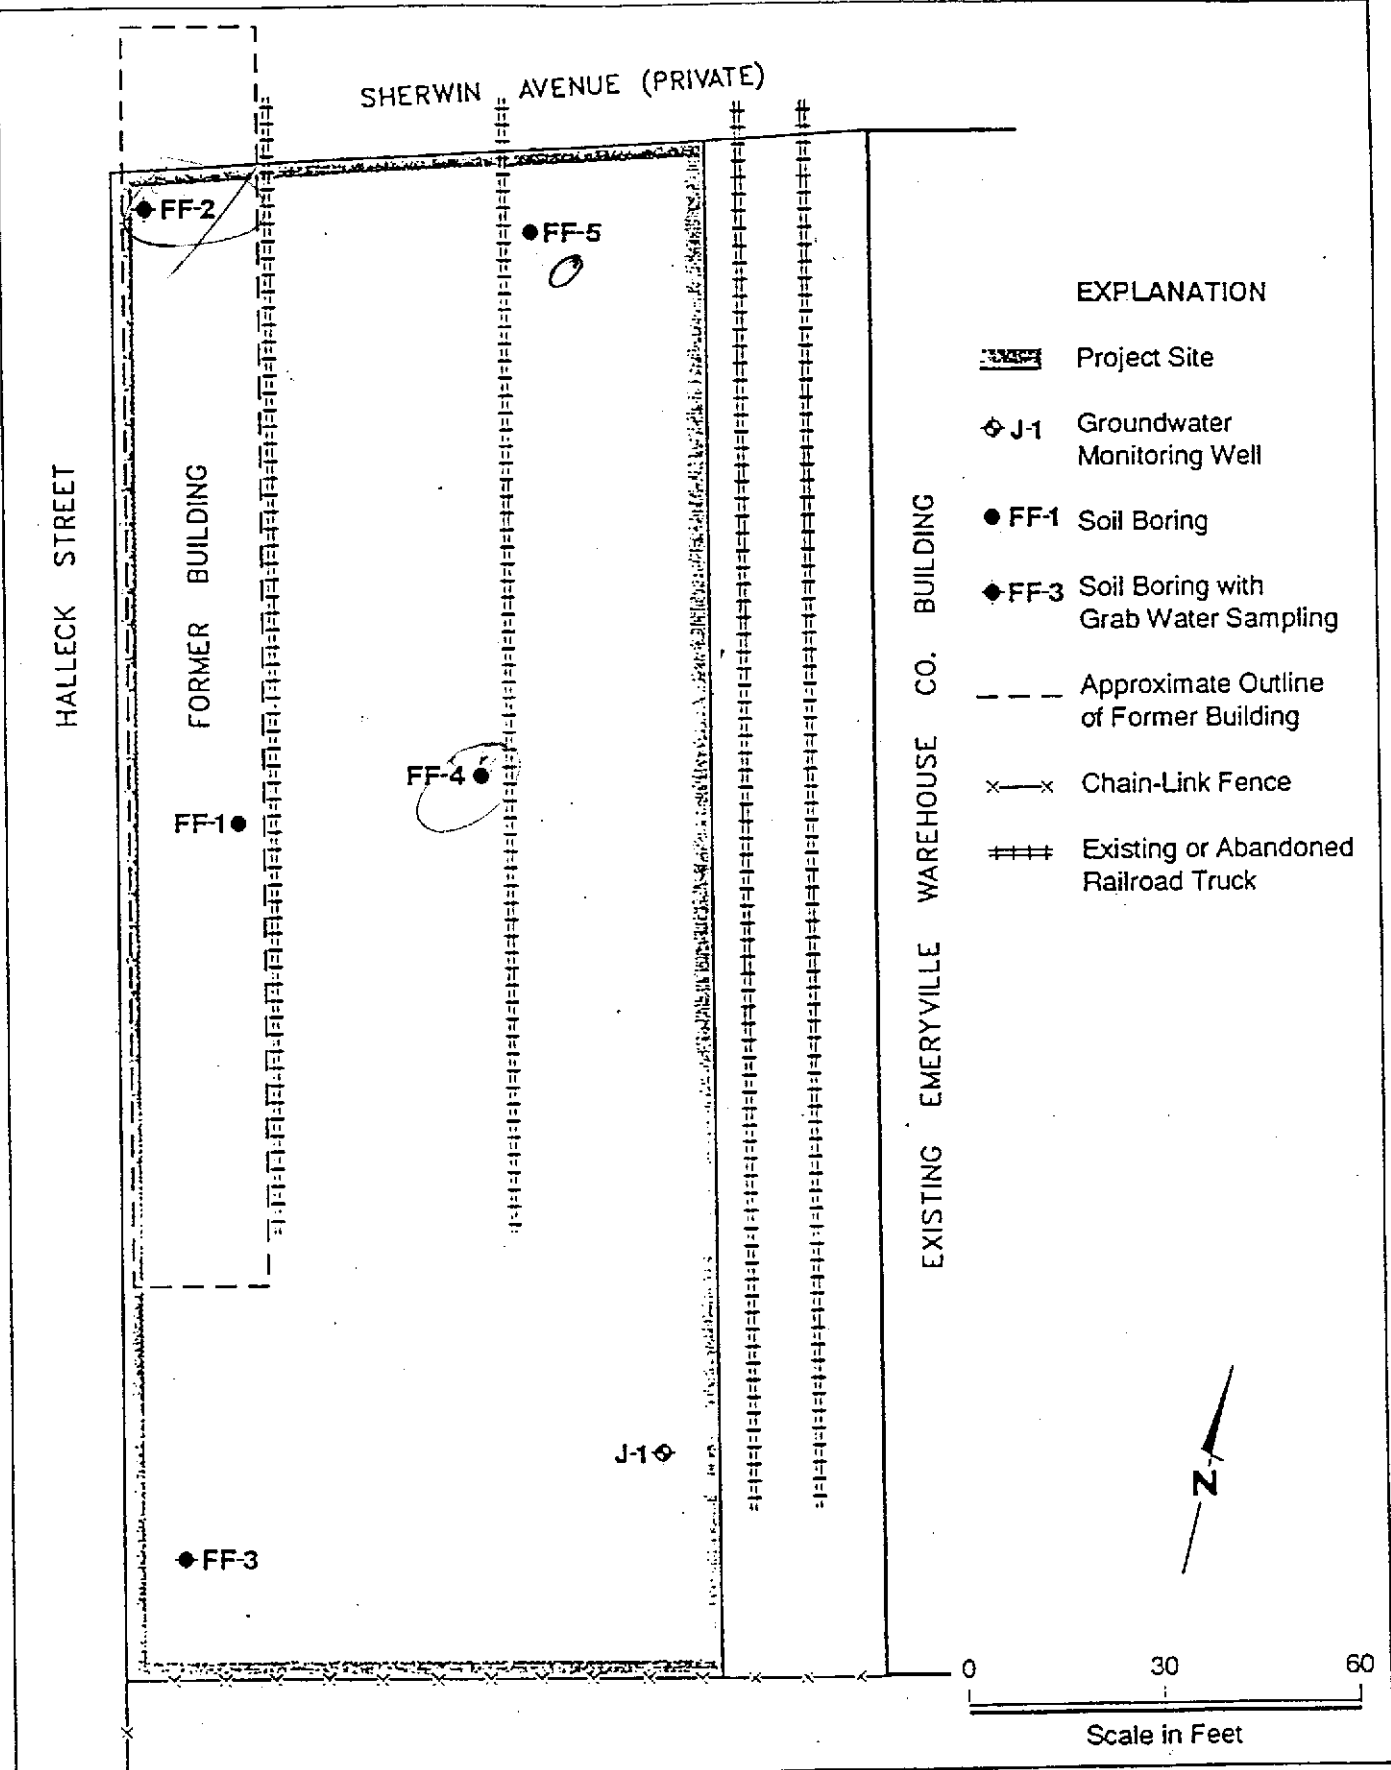 SHERWIN AVENUE (PRIVATE)
FF-2
FF-5
HALLECK STREET
FORMER BUILDING
FF-4
FF-1
J-1
FF-3
EXISTING EMERYVILLE WAREHOUSE CO. BUILDING
EXPLANATION
Project Site
J-1 Groundwater
Monitoring Well
FF-1 Soil Boring
FF-3 Soil Boring with
Grab Water Sampling
Approximate Outline
of Former Building
Chain-Link Fence
Existing or Abandoned
Railroad Truck
N
0 30 60
Scale in Feet